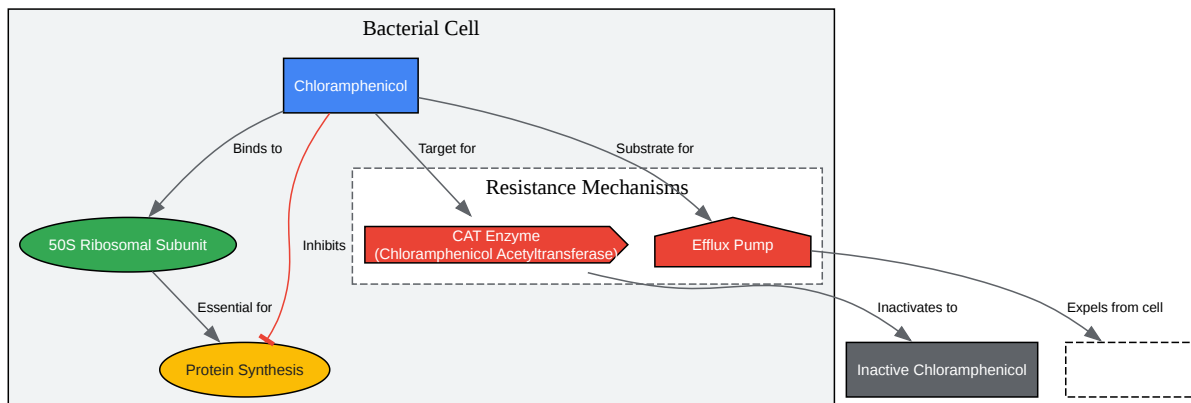 Bacterial Cell
Chloramphenicol
Binds to
Target for
Substrate for
Resistance Mechanisms
50S Ribosomal Subunit
Inhibits
CAT Enzyme
(Chloramphenicol Acetyltransferase)
Efflux Pump
Essential for
Inactivates to
Expels from cell
Protein Synthesis
Inactive Chloramphenicol